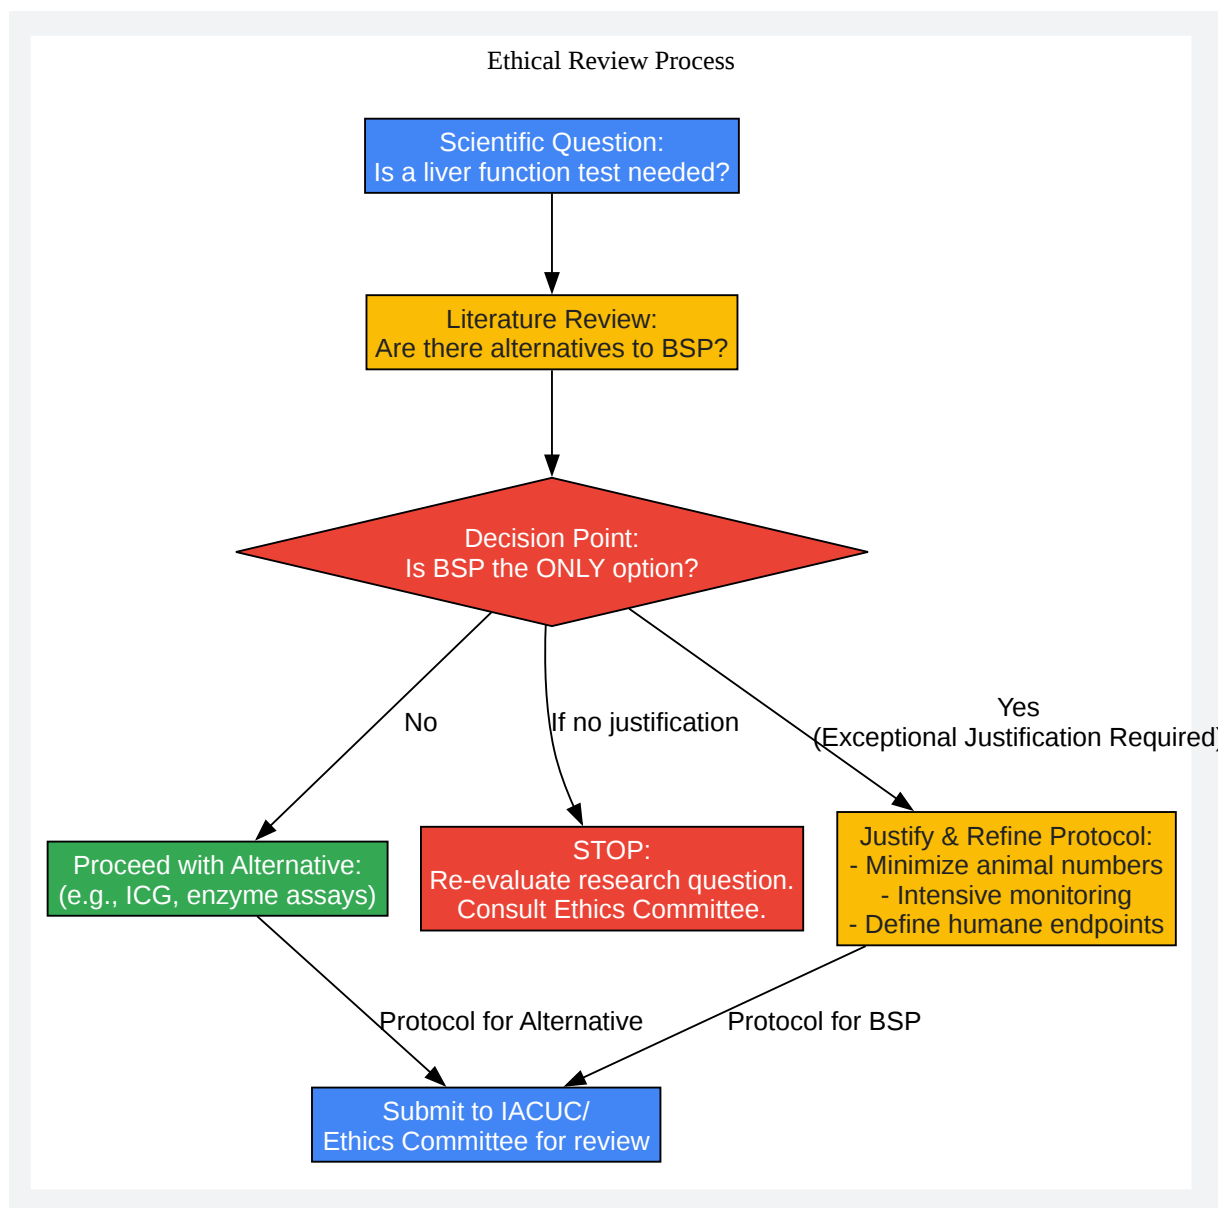 Ethical Review Process
Scientific Question:
Is a liver function test needed?
Literature Review:
Are there alternatives to BSP?
Decision Point:
Is BSP the ONLY option?
No
If no justification
Yes
(Exceptional Justification Required)
Proceed with Alternative:
(e.g., ICG, enzyme assays)
STOP:
Re-evaluate research question.
Consult Ethics Committee.
Justify & Refine Protocol:
- Minimize animal numbers
- Intensive monitoring
- Define humane endpoints
Protocol for Alternative
Protocol for BSP
Submit to IACUC/
Ethics Committee for review